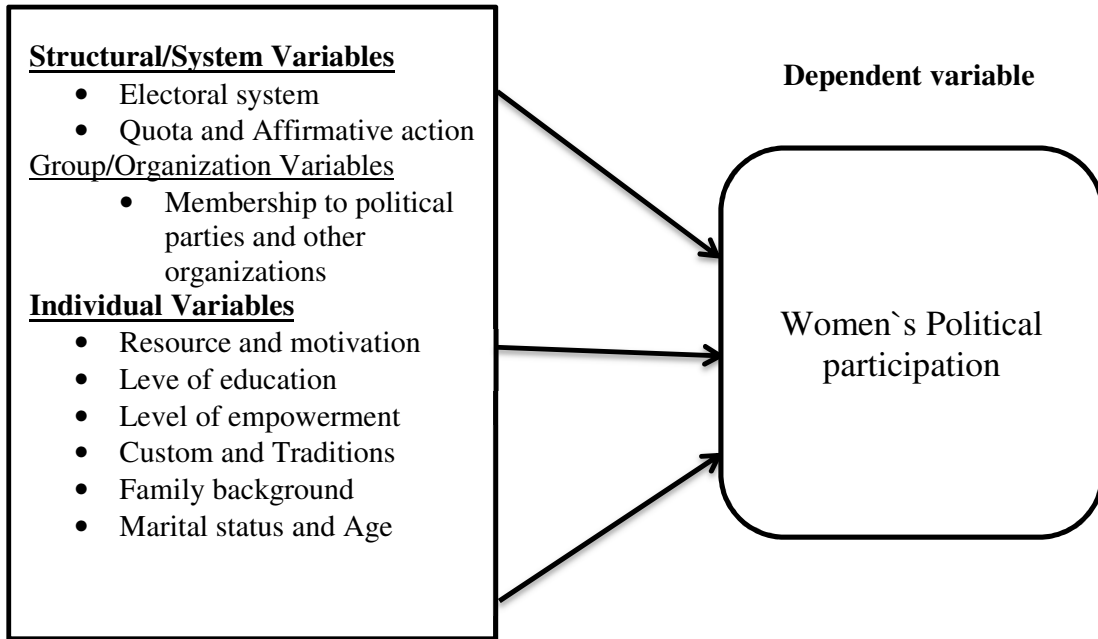 Structural/System Variables
• Electoral system
• Quota and Affirmative action
Group/Organization Variables
• Membership to political
parties and other
organizations
Individual Variables
• Resource and motivation
• Leve of education
• Level of empowerment
• Custom and Traditions
• Family background
• Marital status and Age
Dependent variable
Women`s Political
participation